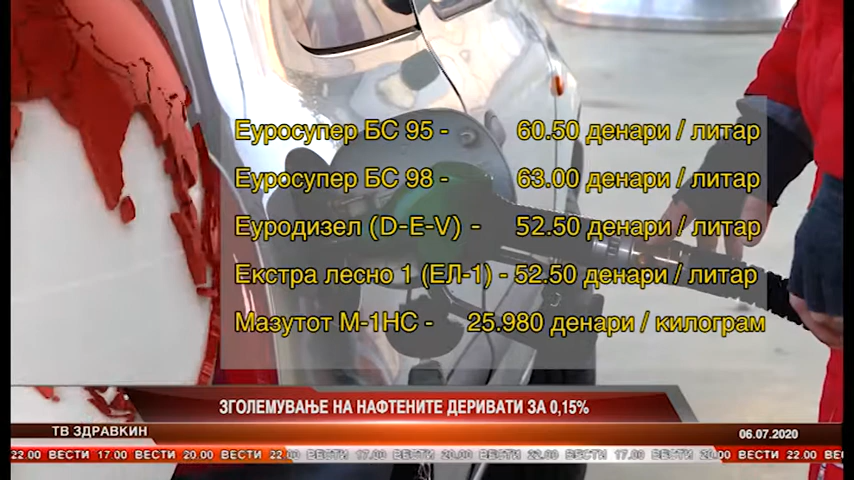 Еуросупер БС 95 - 60.50 денари / литар
Еуросупер БС 98 - 63.00 денари / литар
Еуродизел (D-E-V) - 52.50 денари / литар
Екстра лесно 1 (ЕЛ-1) - 52.50 денари / литар
Мазутот М-1НС - 25.980 денари / килограм
ЗГОЛЕМУВАЊЕ НА НАФТЕНИТЕ ДЕРИВАТИ ЗА 0,15%
ТВ ЗДРАВКИН 06.07.2020
22.00 ВЕСТИ 17.00 ВЕСТИ 20.00 ВЕСТИ 22.00 ВЕСТИ 17.00 ВЕСТИ 20.00 ВЕСТИ 22.00 ВЕСТИ 17.00 ВЕСТИ 20.00 ВЕСТИ 22.00 ВЕСТИ